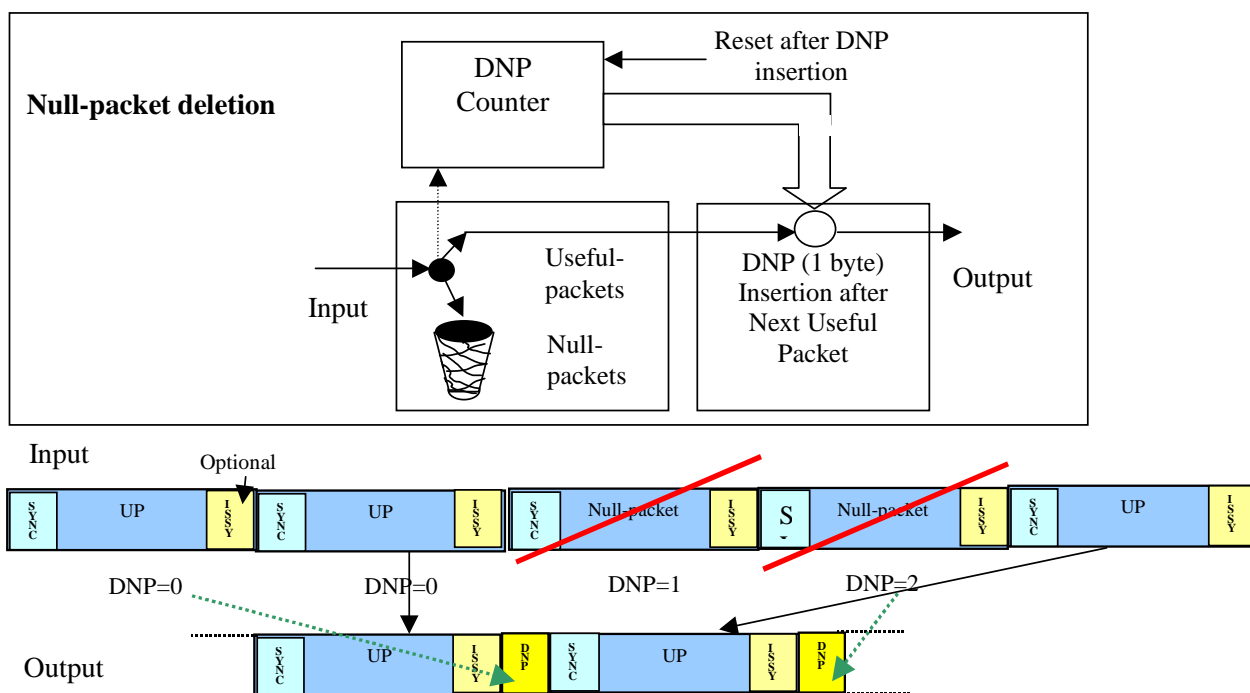 Null-packet deletion
DNP
Counter
Reset after DNP
insertion
Input
Useful-
packets
Null-
packets
DNP (1 byte)
Insertion after
Next Useful
Packet
Output
Input
Optional
SYNC UP ISSY SYNC UP ISSY SYNC Null-packet ISSY S Null-packet ISSY SYNC UP ISSY
DNP=0 DNP=0 DNP=1 DNP=2
Output
SYNC UP ISSY DNP SYNC UP ISSY DNP